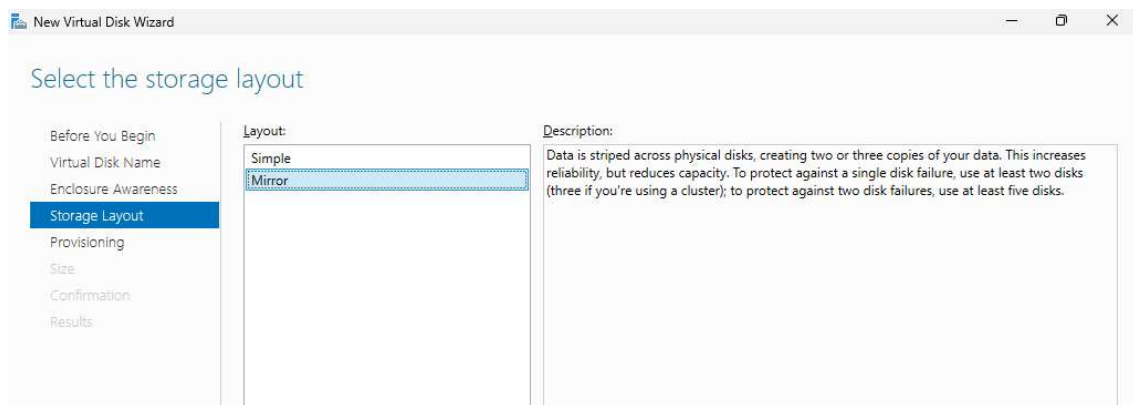 New Virtual Disk Wizard
Select the storage layout
Before You Begin
Virtual Disk Name
Enclosure Awareness
Storage Layout
Provisioning
Size
Confirmation
Results
Layout:
Simple
Mirror
Description:
Data is striped across physical disks, creating two or three copies of your data. This increases
reliability, but reduces capacity. To protect against a single disk failure, use at least two disks
(three if you're using a cluster); to protect against two disk failures, use at least five disks.